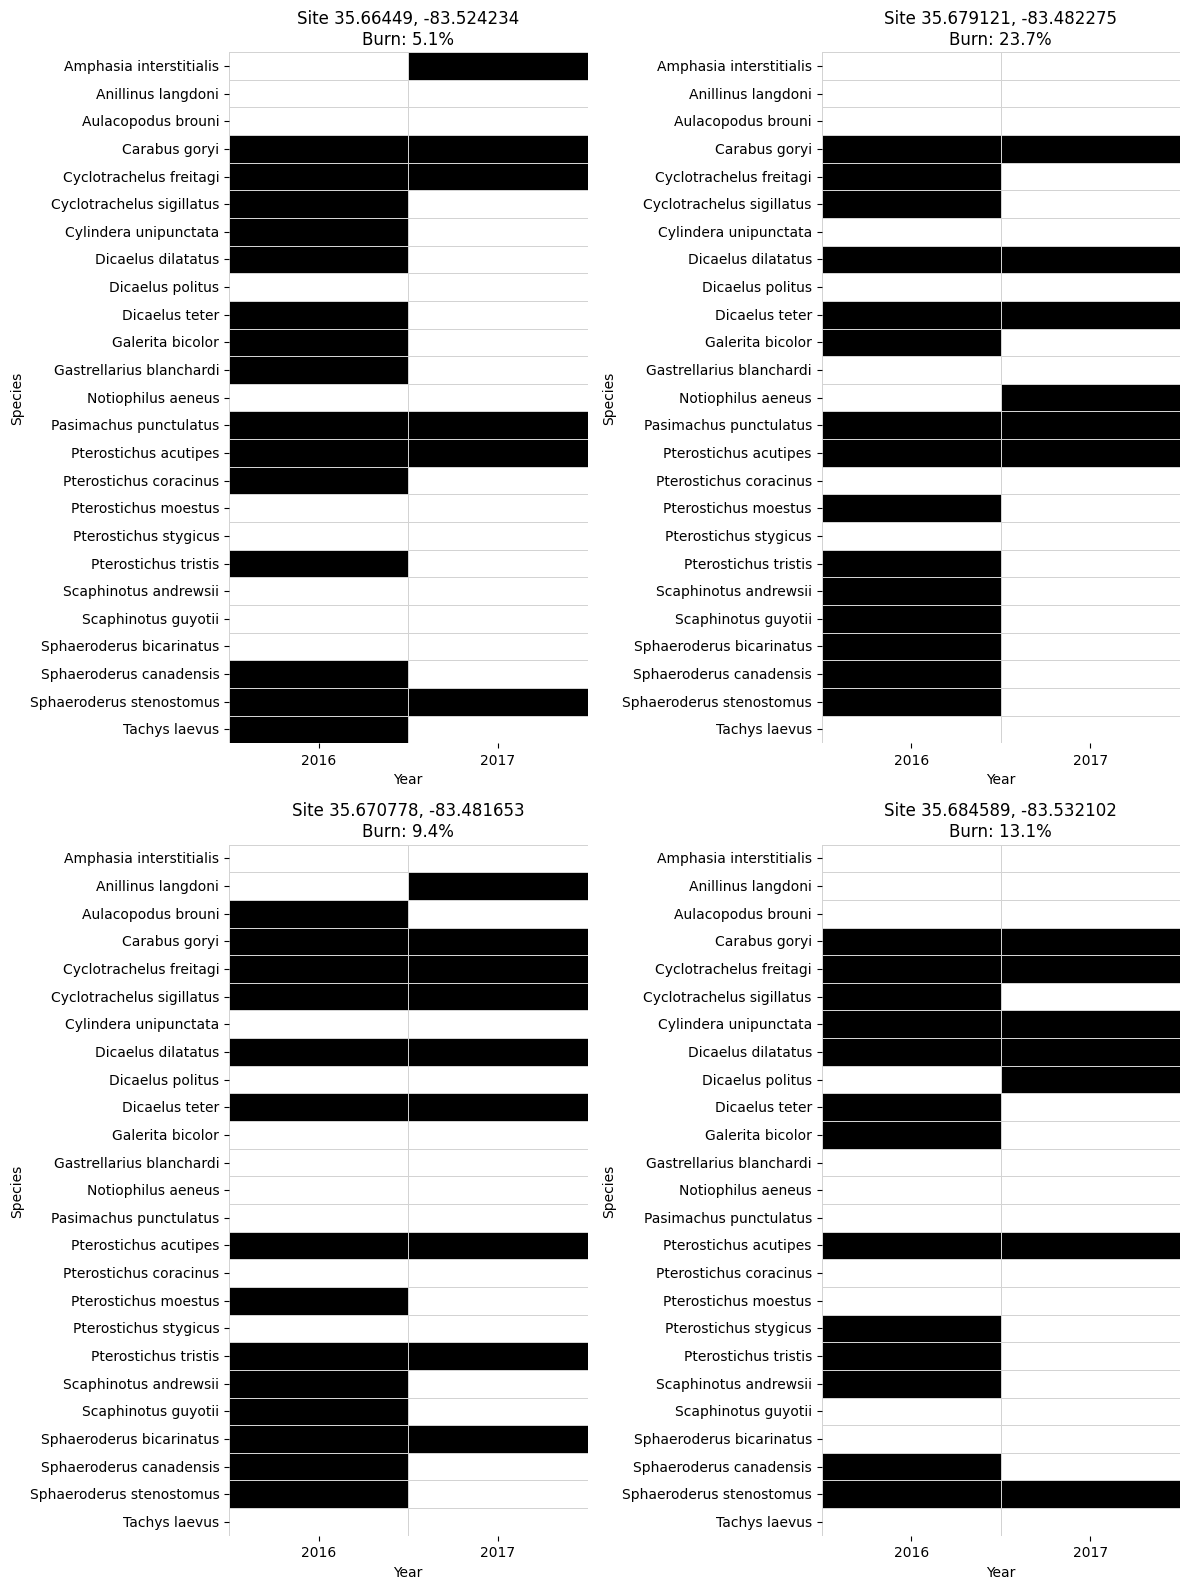 Site 35.66449, -83.524234
Burn: 5.1%
Amphasia interstitialis
Anillinus langdoni
Aulacopodus brouni
Carabus goryi
Cyclotrachelus freitagi
Cyclotrachelus sigillatus
Cylindera unipunctata
Dicaelus dilatatus
Dicaelus politus
Dicaelus teter
Galerita bicolor
Gastrellarius blanchardi
Notiophilus aeneus
Pasimachus punctulatus
Pterostichus acutipes
Pterostichus coracinus
Pterostichus moestus
Pterostichus stygicus
Pterostichus tristis
Scaphinotus andrewsii
Scaphinotus guyotii
Sphaeroderus bicarinatus
Sphaeroderus canadensis
Sphaeroderus stenostomus
Tachys laevus
Species
2016 2017
Year
Site 35.679121, -83.482275
Burn: 23.7%
Amphasia interstitialis
Anillinus langdoni
Aulacopodus brouni
Carabus goryi
Cyclotrachelus freitagi
Cyclotrachelus sigillatus
Cylindera unipunctata
Dicaelus dilatatus
Dicaelus politus
Dicaelus teter
Galerita bicolor
Gastrellarius blanchardi
Notiophilus aeneus
Pasimachus punctulatus
Pterostichus acutipes
Pterostichus coracinus
Pterostichus moestus
Pterostichus stygicus
Pterostichus tristis
Scaphinotus andrewsii
Scaphinotus guyotii
Sphaeroderus bicarinatus
Sphaeroderus canadensis
Sphaeroderus stenostomus
Tachys laevus
Species
2016 2017
Year
Site 35.670778, -83.481653
Burn: 9.4%
Amphasia interstitialis
Anillinus langdoni
Aulacopodus brouni
Carabus goryi
Cyclotrachelus freitagi
Cyclotrachelus sigillatus
Cylindera unipunctata
Dicaelus dilatatus
Dicaelus politus
Dicaelus teter
Galerita bicolor
Gastrellarius blanchardi
Notiophilus aeneus
Pasimachus punctulatus
Pterostichus acutipes
Pterostichus coracinus
Pterostichus moestus
Pterostichus stygicus
Pterostichus tristis
Scaphinotus andrewsii
Scaphinotus guyotii
Sphaeroderus bicarinatus
Sphaeroderus canadensis
Sphaeroderus stenostomus
Tachys laevus
Species
2016 2017
Year
Site 35.684589, -83.532102
Burn: 13.1%
Amphasia interstitialis
Anillinus langdoni
Aulacopodus brouni
Carabus goryi
Cyclotrachelus freitagi
Cyclotrachelus sigillatus
Cylindera unipunctata
Dicaelus dilatatus
Dicaelus politus
Dicaelus teter
Galerita bicolor
Gastrellarius blanchardi
Notiophilus aeneus
Pasimachus punctulatus
Pterostichus acutipes
Pterostichus coracinus
Pterostichus moestus
Pterostichus stygicus
Pterostichus tristis
Scaphinotus andrewsii
Scaphinotus guyotii
Sphaeroderus bicarinatus
Sphaeroderus canadensis
Sphaeroderus stenostomus
Tachys laevus
Species
2016 2017
Year